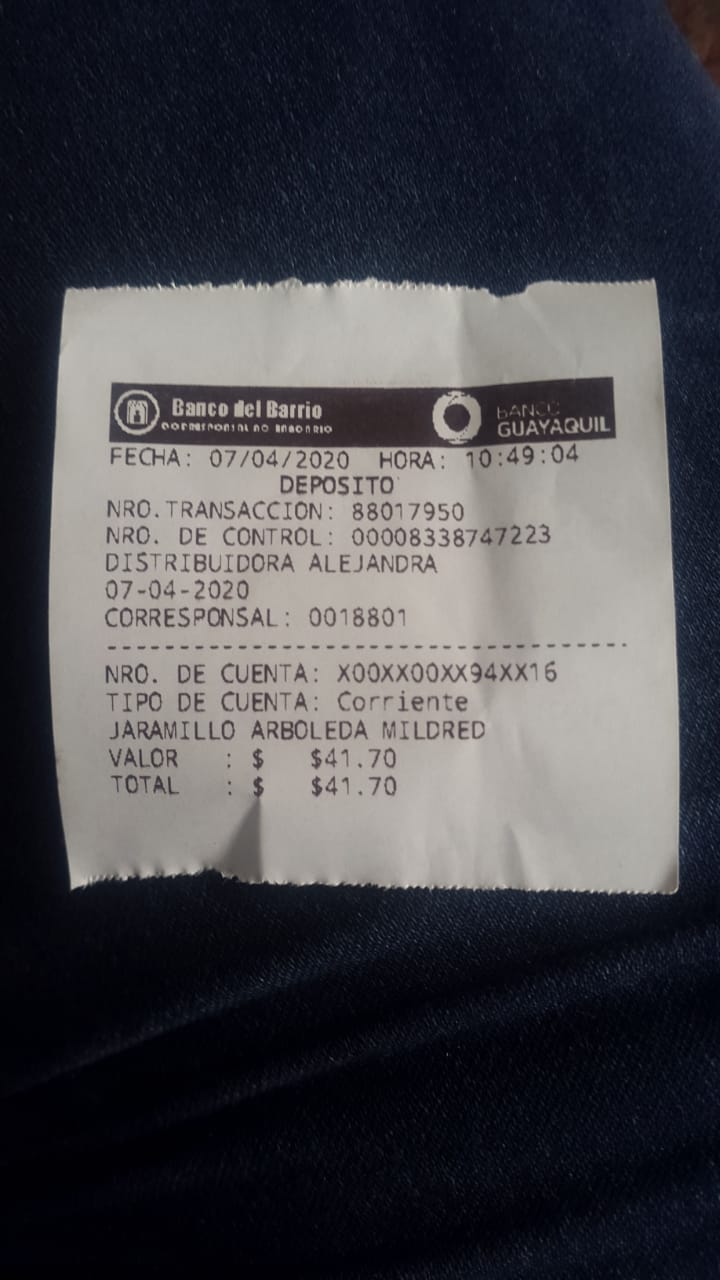 Banco del Barrio
CORRESPONSAL NO BANCARIO
BANCO
GUAYAQUIL
FECHA: 07/04/2020 HORA: 10:49:04
DEPOSITO
NRO.TRANSACCION: 88017950
NRO. DE CONTROL: 00008338747223
DISTRIBUIDORA ALEJANDRA
07-04-2020
CORRESPONSAL: 0018801
NRO. DE CUENTA: X00XX00XX94XX16
TIPO DE CUENTA: Corriente
JARAMILLO ARBOLEDA MILDRED
VALOR : $ $41.70
TOTAL : $ $41.70